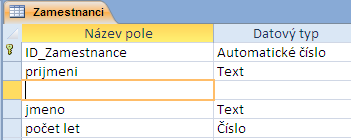 Zamestnanci
Název pole Datový typ
ID_Zamestnance Automatické číslo
prijmeni Text
jmeno Text
počet let Číslo